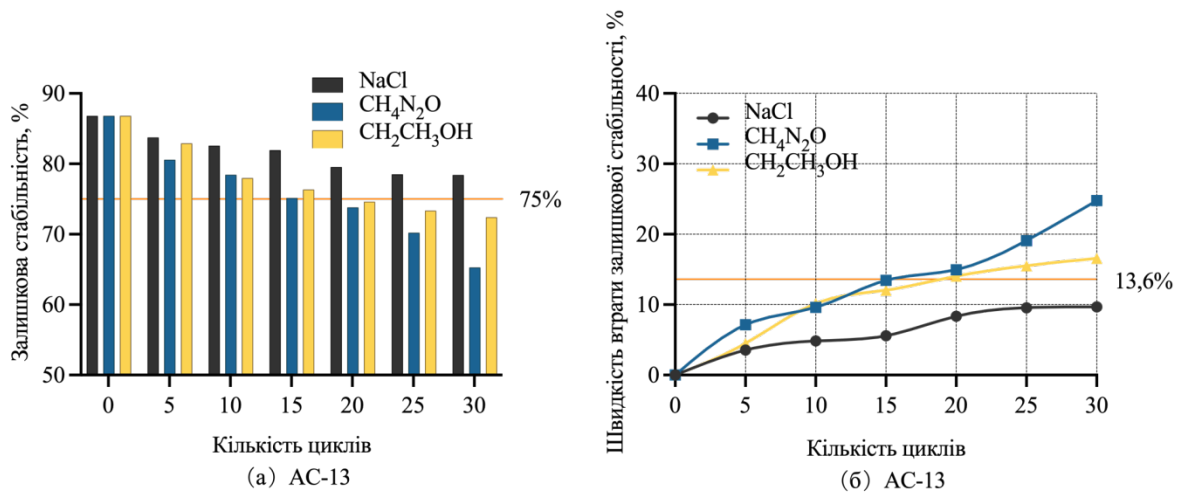 Залишкова стабільність, %
90
80
70
60
50
NaCl
CH₄N₂O
CH₂CH₃OH
75%
0 5 10 15 20 25 30
Кількість циклів
(а) АС-13
Швидкість втрати залишкової стабільності, %
40
30
20
10
0
NaCl
CH₄N₂O
CH₂CH₃OH
13,6%
0 5 10 15 20 25 30
Кількість циклів
(б) АС-13